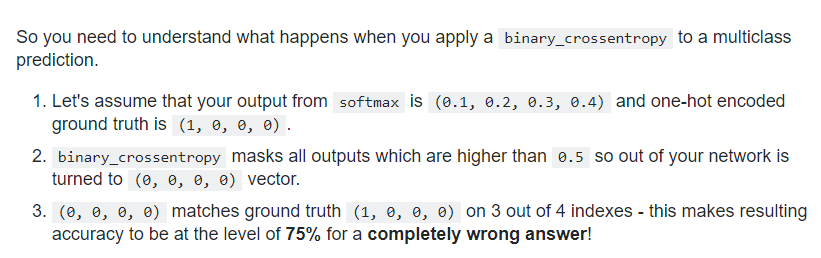 So you need to understand what happens when you apply a binary_crossentropy to a multiclass
prediction.
1. Let's assume that your output from softmax is (0.1, 0.2, 0.3, 0.4) and one-hot encoded
ground truth is (1, 0, 0, 0) .
2. binary_crossentropy masks all outputs which are higher than 0.5 so out of your network is
turned to (0, 0, 0, 0) vector.
3. (0, 0, 0, 0) matches ground truth (1, 0, 0, 0) on 3 out of 4 indexes - this makes resulting
accuracy to be at the level of 75% for a completely wrong answer!